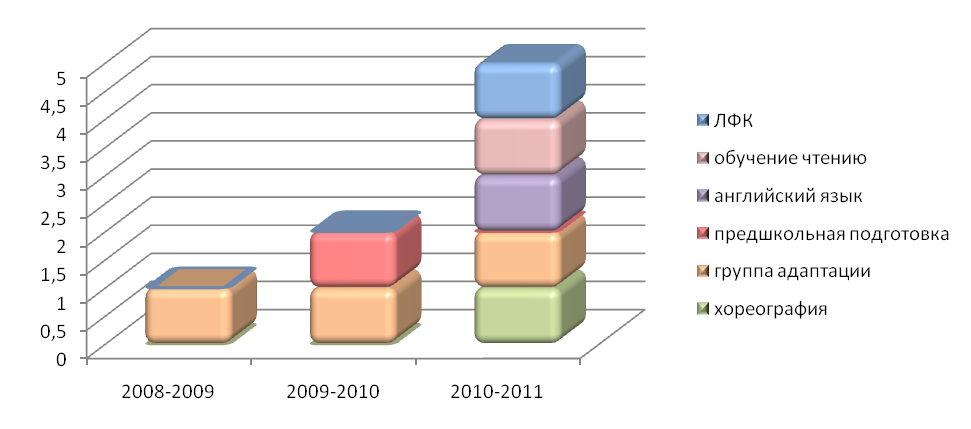 5
4,5
4
3,5
3
2,5
2
1,5
1
0,5
0
2008-2009
2009-2010
2010-2011
ЛФК
обучение чтению
английский язык
предшкольная подготовка
группа адаптации
хореография